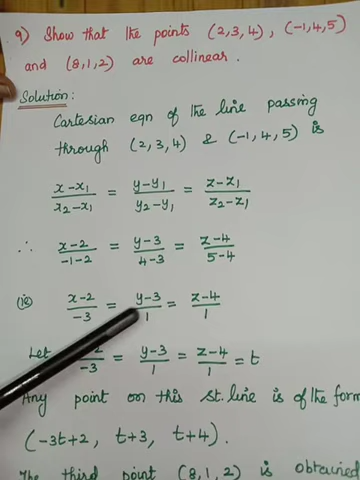 9) Show that the points (2,3,4), (-1,4,5)
and (8,1,2) are collinear.
Solution:
Cartesian eqn of the line passing
through (2,3,4) & (-1,4,5) is
(x-x₁)/(x₂-x₁) = (y-y₁)/(y₂-y₁) = (z-z₁)/(z₂-z₁)
∴ (x-2)/(-1-2) = (y-3)/(4-3) = (z-4)/(5-4)
(ie) (x-2)/-3 = (y-3)/1 = (z-4)/1
Let -2/-3 = (y-3)/1 = (z-4)/1 = t
Any point on this st. line is of the form
(-3t+2, t+3, t+4).
The third point (8,1,2) is obtained